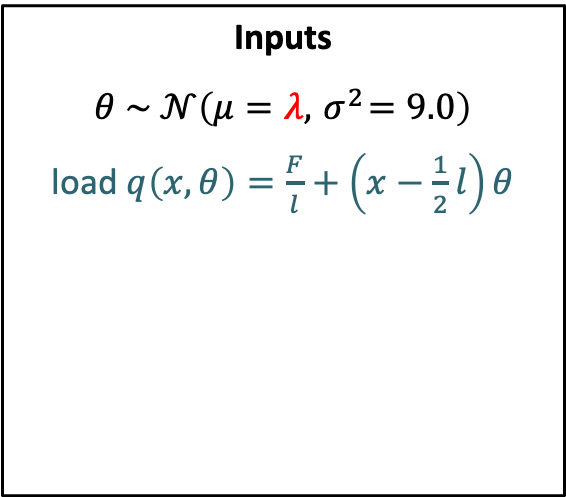 Inputs
θ ~ 𝒩(μ = λ, σ² = 9.0)
load q(x, θ) = F/l + (x − 1/2 l) θ